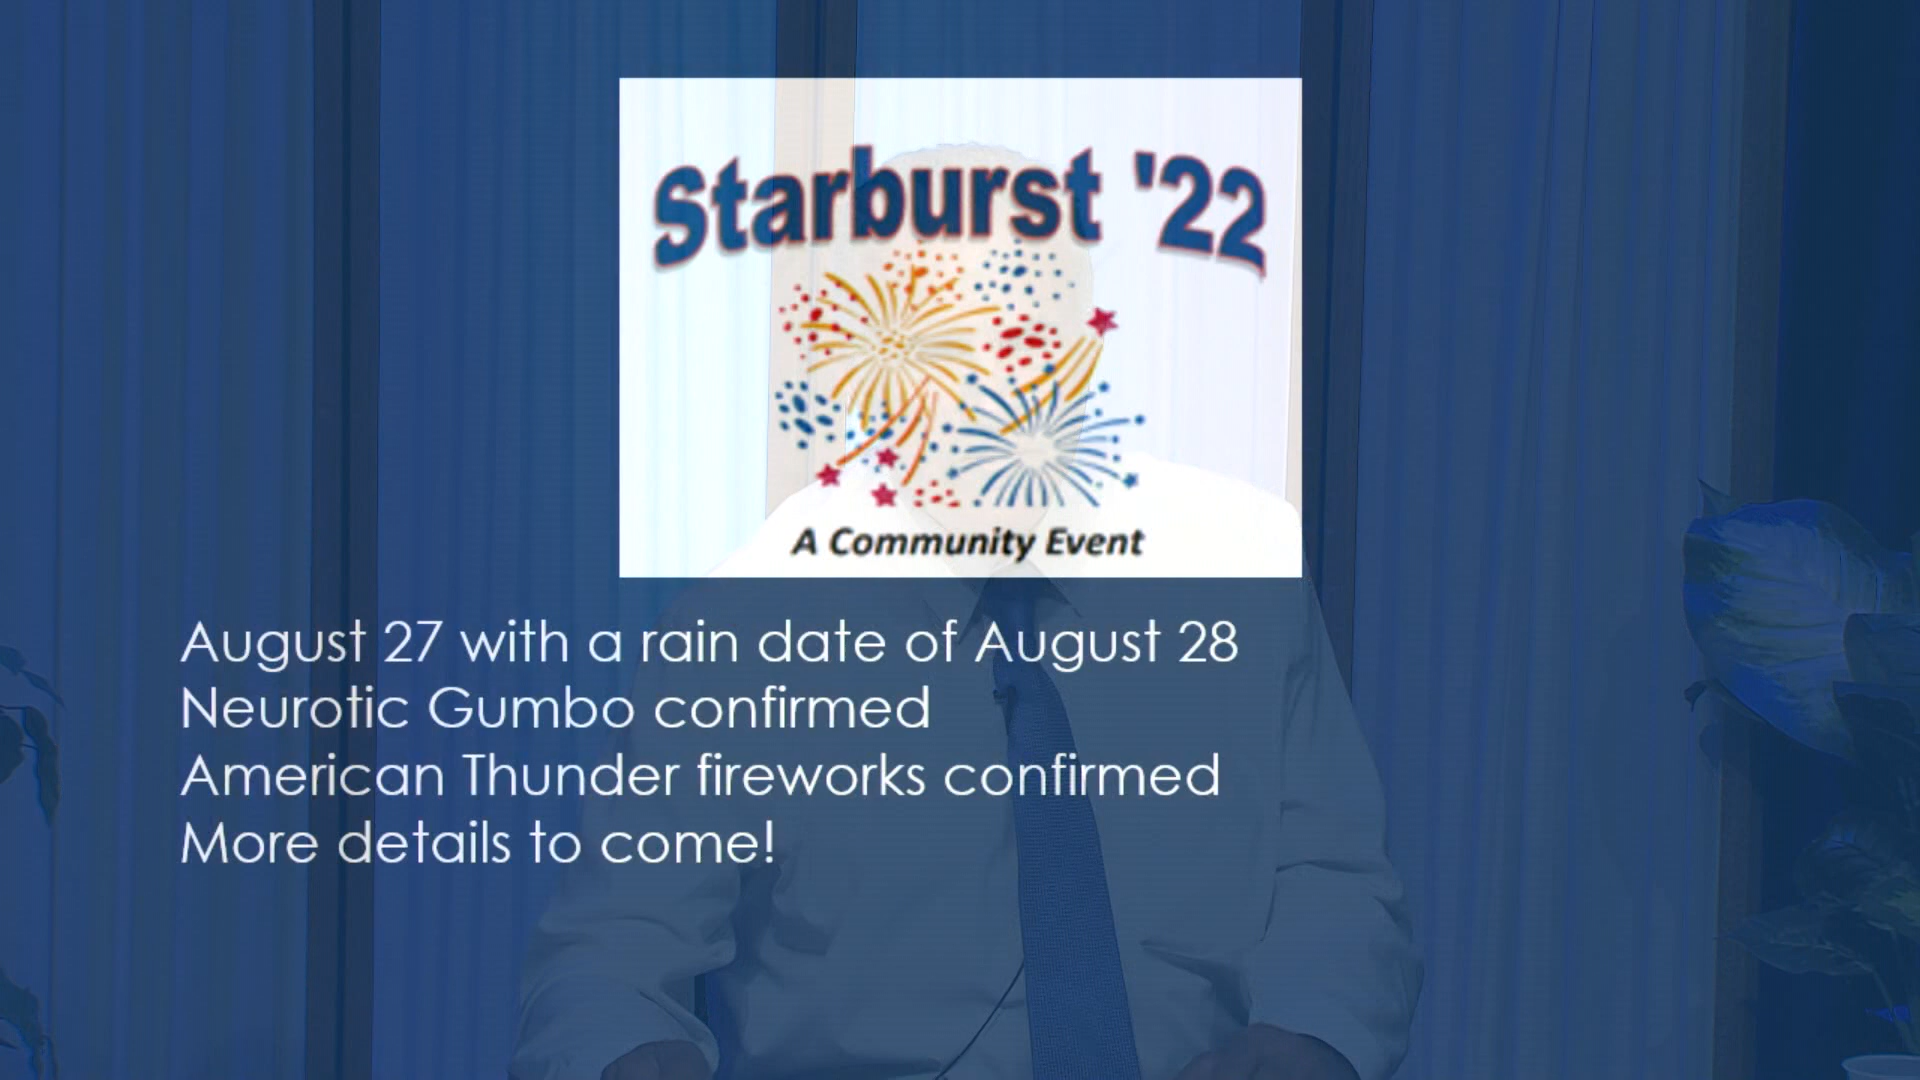 Starburst '22
A Community Event
August 27 with a rain date of August 28
Neurotic Gumbo confirmed
American Thunder fireworks confirmed
More details to come!